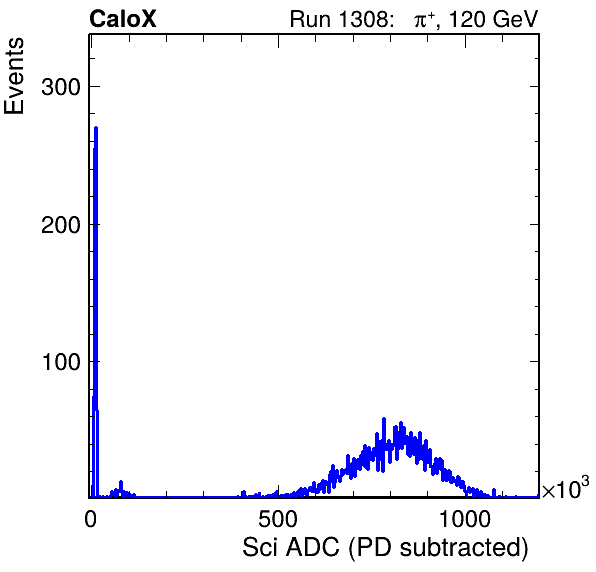 CaloX Run 1308: π⁺, 120 GeV
Events
300
200
100
0 500 1000 ×10³
Sci ADC (PD subtracted)